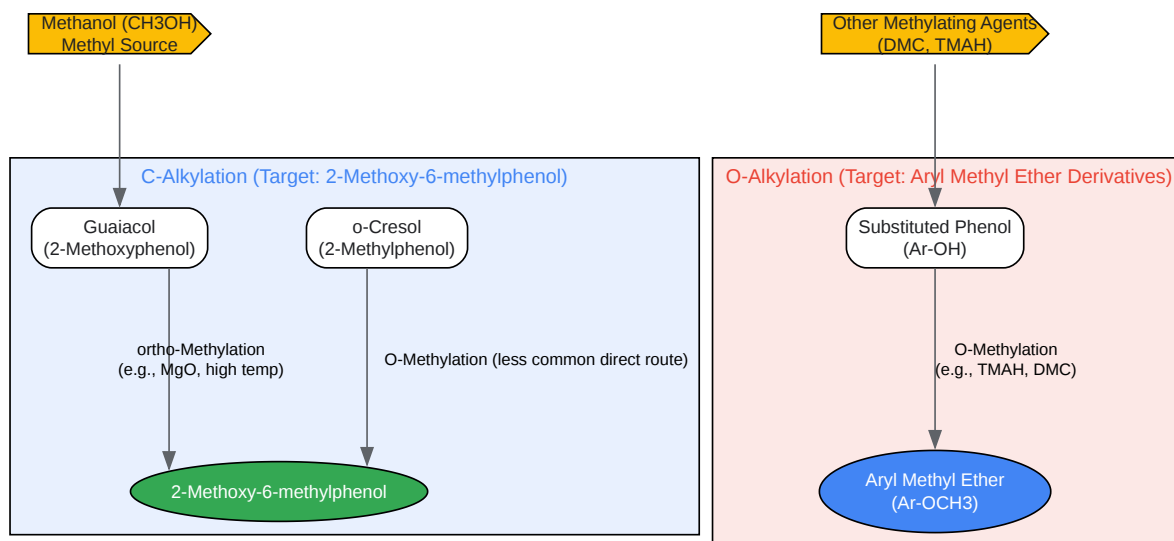 Methanol (CH3OH)
Methyl Source
Other Methylating Agents
(DMC, TMAH)
C-Alkylation (Target: 2-Methoxy-6-methylphenol)
O-Alkylation (Target: Aryl Methyl Ether Derivatives)
Guaiacol
(2-Methoxyphenol)
o-Cresol
(2-Methylphenol)
Substituted Phenol
(Ar-OH)
ortho-Methylation
(e.g., MgO, high temp)
O-Methylation (less common direct route)
O-Methylation
(e.g., TMAH, DMC)
2-Methoxy-6-methylphenol
Aryl Methyl Ether
(Ar-OCH3)